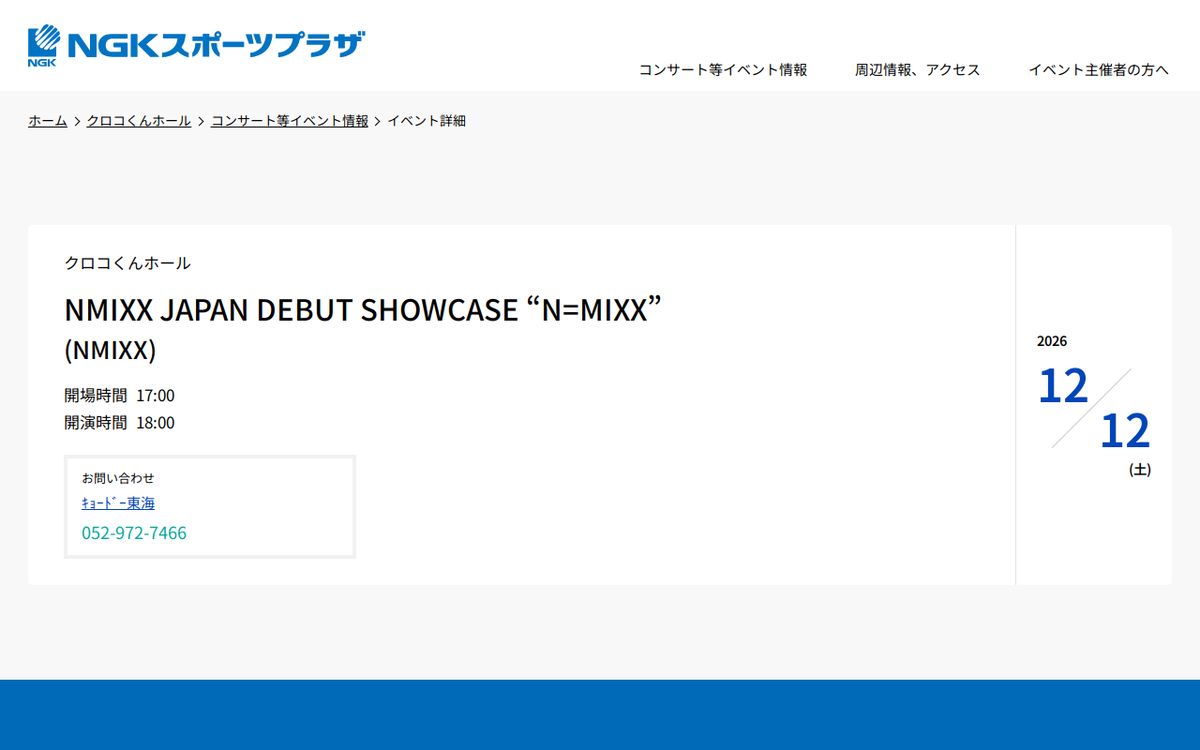 NGK NGKスポーツプラザ
コンサート等イベント情報 周辺情報、アクセス イベント主催者の方へ
ホーム > クロコくんホール > コンサート等イベント情報 > イベント詳細
クロコくんホール
NMIXX JAPAN DEBUT SHOWCASE “N=MIXX”
(NMIXX)
開場時間 17:00
開演時間 18:00
お問い合わせ
ｷｮｰﾄﾞｰ東海
052-972-7466
2026
12
12
(土)